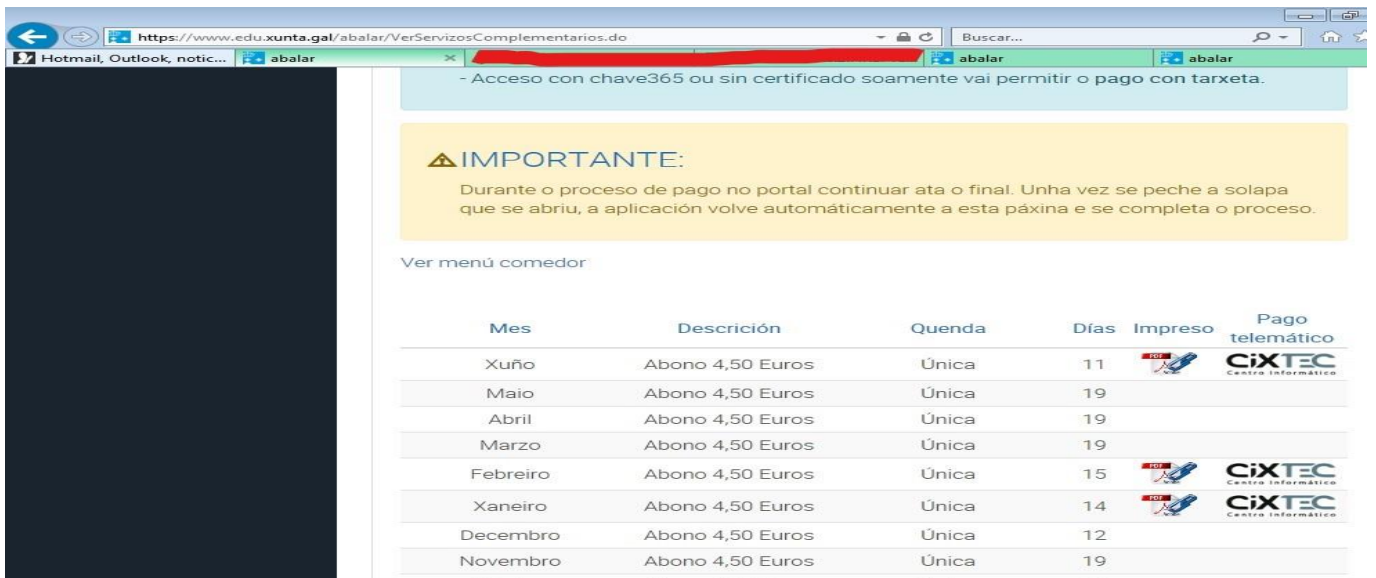 https://www.edu.xunta.gal/abalar/VerServizosComplementarios.do
Buscar...
Hotmail, Outlook, notic...
abalar
abalar
abalar
- Acceso con chave365 ou sin certificado soamente vai permitir o pago con tarxeta.
IMPORTANTE:
Durante o proceso de pago no portal continuar ata o final. Unha vez se peche a solapa
que se abriu, a aplicación volve automáticamente a esta páxina e se completa o proceso.
Ver menú comedor
Mes Descrición Quenda Días Impreso Pago telemático
Xuño Abono 4,50 Euros Única 11 PDF CiXTEC Centro Informático
Maio Abono 4,50 Euros Única 19
Abril Abono 4,50 Euros Única 19
Marzo Abono 4,50 Euros Única 19
Febreiro Abono 4,50 Euros Única 15 PDF CiXTEC Centro Informático
Xaneiro Abono 4,50 Euros Única 14 PDF CiXTEC Centro Informático
Decembro Abono 4,50 Euros Única 12
Novembro Abono 4,50 Euros Única 19